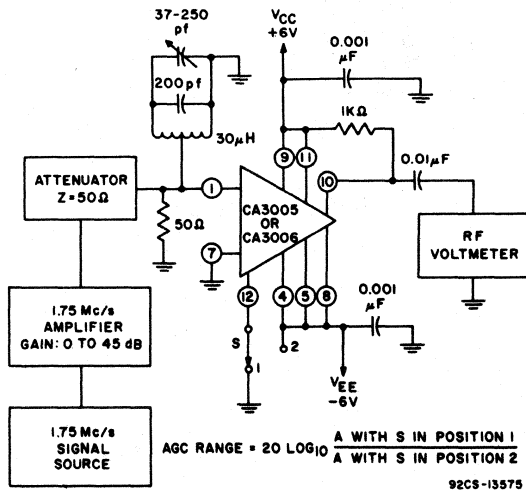 37-250
pf
200pf
30μH
VCC
+6V
0.001
μF
1KΩ
0.01μF
ATTENUATOR
Z=50Ω
50Ω
1
7
9
11
10
CA3005
OR
CA3006
12
4
5
8
RF
VOLTMETER
1.75 Mc/s
AMPLIFIER
GAIN: 0 TO 45 dB
S
1
2
0.001
μF
VEE
-6V
1.75 Mc/s
SIGNAL
SOURCE
AGC RANGE = 20 LOG10 A WITH S IN POSITION 1
A WITH S IN POSITION 2
92CS-13575